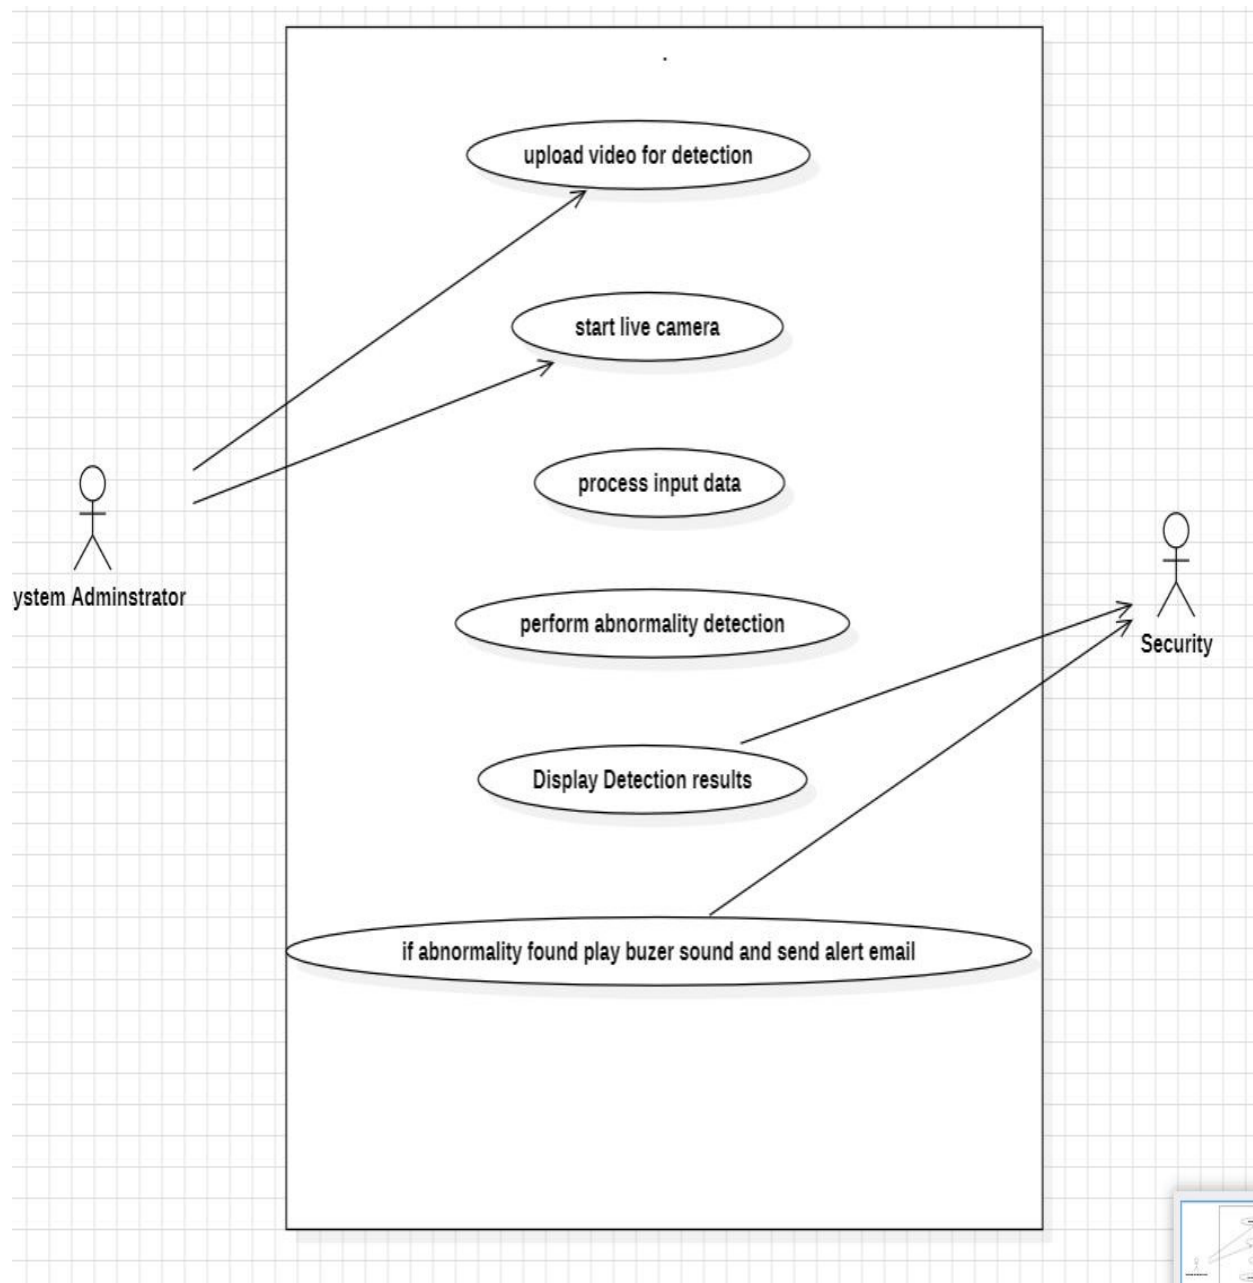 .
upload video for detection
start live camera
process input data
ystem Adminstrator
perform abnormality detection
Security
Display Detection results
if abnormality found play buzer sound and send alert email